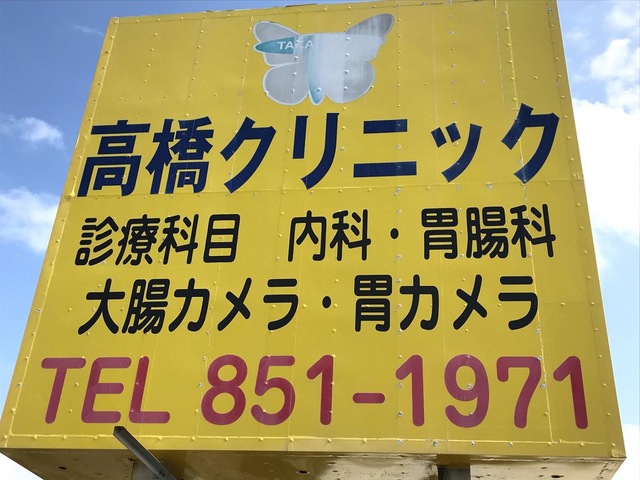 TAKA
高橋クリニック
診療科目 内科・胃腸科
大腸カメラ・胃カメラ
TEL 851-1971